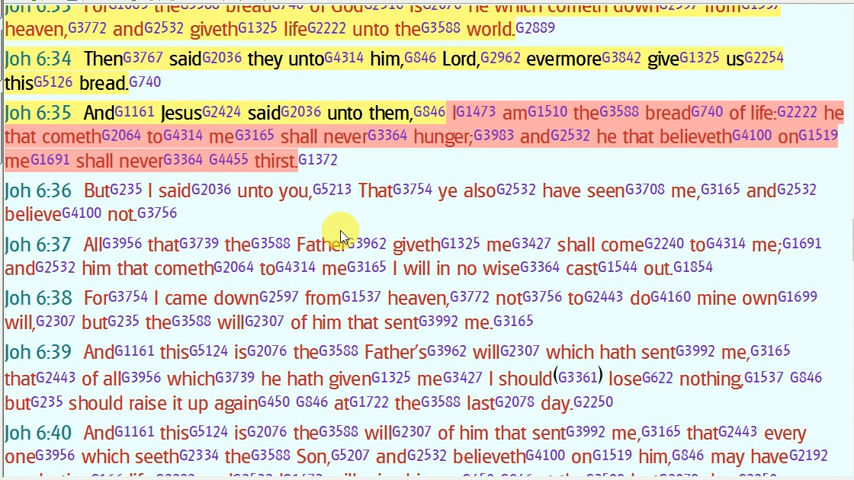 heaven,G3772 andG2532 givethG1325 lifeG2222 unto theG3588 world.G2889
Joh 6:34 ThenG3767 saidG2036 they untoG4314 him,G846 Lord,G2962 evermoreG3842 giveG1325 usG2254
thisG5126 bread.G740
Joh 6:35 AndG1161 JesusG2424 saidG2036 unto them,G846 IG1473 amG1510 theG3588 breadG740 of life:G2222 he
that comethG2064 toG4314 meG3165 shall neverG3364 hunger;G3983 andG2532 he that believethG4100 onG1519
meG1691 shall neverG3364 G4455 thirst.G1372
Joh 6:36 ButG235 I saidG2036 unto you,G5213 ThatG3754 ye alsoG2532 have seenG3708 me,G3165 andG2532
believeG4100 not.G3756
Joh 6:37 AllG3956 thatG3739 theG3588 FatherG3962 givethG1325 meG3427 shall comeG2240 toG4314 me;G1691
andG2532 him that comethG2064 toG4314 meG3165 I will in no wiseG3364 castG1544 out.G1854
Joh 6:38 ForG3754 I came downG2597 fromG1537 heaven,G3772 notG3756 toG2443 doG4160 mine ownG1699
will,G2307 butG235 theG3588 willG2307 of him that sentG3992 me.G3165
Joh 6:39 AndG1161 thisG5124 isG2076 theG3588 Father'sG3962 willG2307 which hath sentG3992 me,G3165
thatG2443 of allG3956 whichG3739 he hath givenG1325 meG3427 I should(G3361) loseG622 nothing,G1537 G846
butG235 should raise it up againG450 G846 atG1722 theG3588 lastG2078 day.G2250
Joh 6:40 AndG1161 thisG5124 isG2076 theG3588 willG2307 of him that sentG3992 me,G3165 thatG2443 every
oneG3956 which seethG2334 theG3588 Son,G5207 andG2532 believethG4100 onG1519 him,G846 may haveG2192